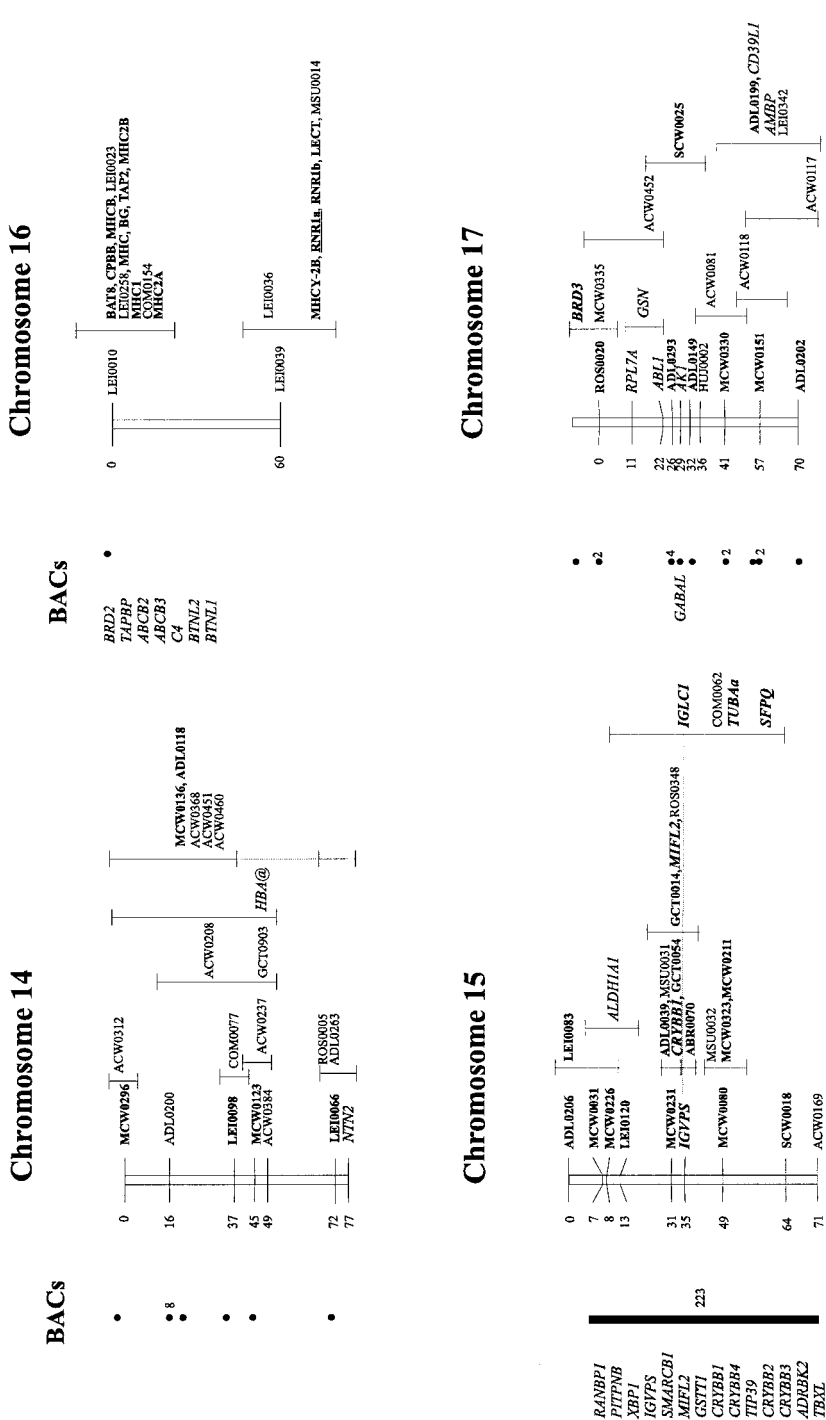 Chromosome 14
BACs
8
0
16
37
45
49
72
77
MCW0296
ADL0200
LEI0098
MCW0123
ACW0384
LEI0066
NTN2
ACW0312
COM0077
ACW0237
ROS0005
ADL0263
ACW0208
GCT0903
HBA@
MCW0136, ADL0118
ACW0368
ACW0451
ACW0460
Chromosome 16
BACs
BRD2
TAPBP
ABCB2
ABCB3
C4
BTNL2
BTNL1
0
60
LEI0010
LEI0039
BAT8, CPBB, MHCB, LEI0023
LEI0258, MHC, BG, TAP2, MHC2B
MHC1
COM0154
MHC2A
LEI0036
MHCY-2B, RNR1a, RNR1b, LECT, MSU0014
Chromosome 15
RANBP1
PITPNB
XBP1
IGVPS
SMARCB1
MIFL2
GSTT1
CRYBB1
CRYBB4
TIP39
CRYBB2
CRYBB3
ADRBK2
TBXL
223
0
7
8
13
31
35
49
64
71
ADL0206
MCW0031
MCW0226
LEI0120
MCW0231
IGVPS
MCW0080
SCW0018
ACW0169
LEI0083
ALDH1A1
ADL0039, MSU0031
CRYBB1, GCT0054
ABR0070
MSU0032
MCW0323,MCW0211
GCT0014,MIFL2,ROS0348
IGLC1
COM0062
TUBAa
SFPQ
Chromosome 17
2
4
GABAL
2
2
0
11
22
26
29
32
36
41
57
70
ROS0020
RPL7A
ABL1
ADL0293
AK1
ADL0149
HUJ0002
MCW0330
MCW0151
ADL0202
BRD3
MCW0335
GSN
ACW0081
ACW0118
ACW0452
ACW0117
SCW0025
ADL0199, CD39L1
AMBP
LEI0342